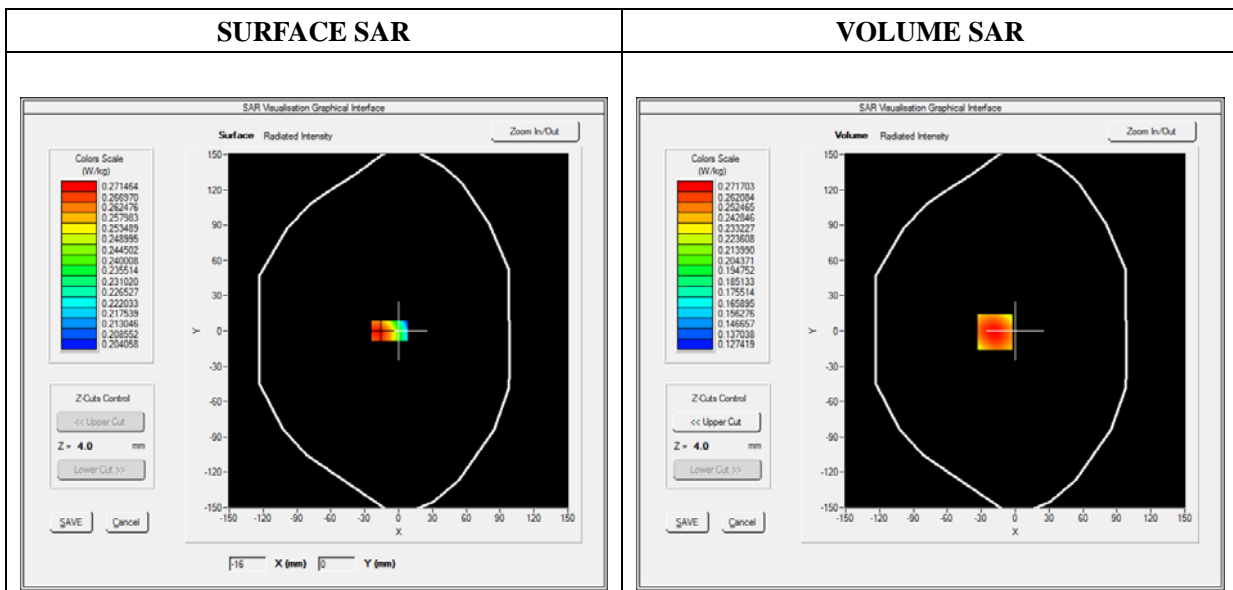 SURFACE SAR
VOLUME SAR
SAR Visualisation Graphical Interface
Surface Radiated Intensity
Zoom In/Out
Colors Scale
(W/kg)
0.271464
0.266970
0.262476
0.257983
0.253489
0.248995
0.244502
0.240008
0.235514
0.231020
0.226527
0.222033
0.217539
0.213046
0.208552
0.204058
150
120
90
60
30
0
-30
-60
-90
-120
-150
Y
-150 -120 -90 -60 -30 0 30 60 90 120 150
X
Z-Cuts Control
<< Upper Cut
Z = 4.0 mm
Lower Cut >>
SAVE Cancel
-16 X (mm) 0 Y (mm)
SAR Visualisation Graphical Interface
Volume Radiated Intensity
Zoom In/Out
Colors Scale
(W/kg)
0.271703
0.262084
0.252465
0.242846
0.233227
0.223608
0.213990
0.204371
0.194752
0.185133
0.175514
0.165895
0.156276
0.146657
0.137038
0.127419
150
120
90
60
30
0
-30
-60
-90
-120
-150
Y
-150 -120 -90 -60 -30 0 30 60 90 120 150
X
Z-Cuts Control
<< Upper Cut
Z = 4.0 mm
Lower Cut >>
SAVE Cancel